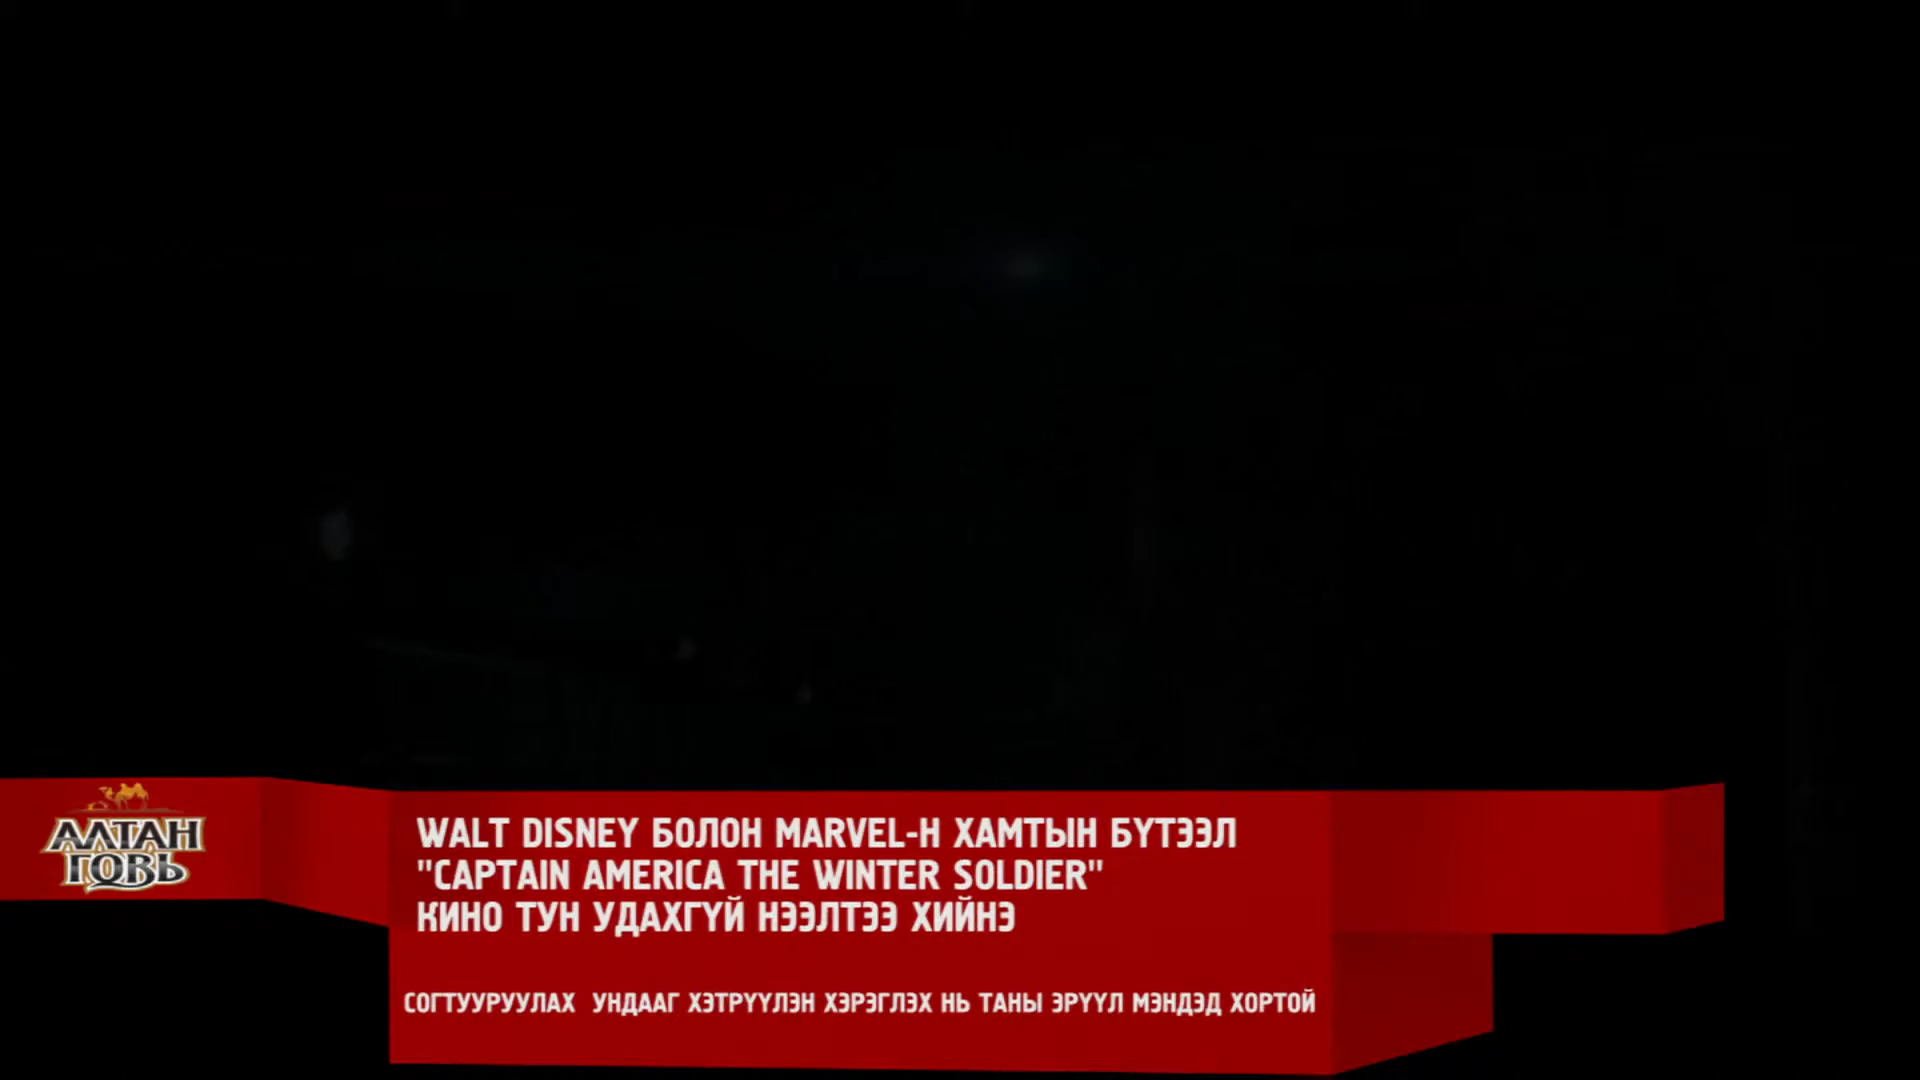 АЛТАН
ГОВЬ
WALT DISNEY БОЛОН MARVEL-Н ХАМТЫН БҮТЭЭЛ
"CAPTAIN AMERICA THE WINTER SOLDIER"
КИНО ТУН УДАХГҮЙ НЭЭЛТЭЭ ХИЙНЭ
СОГТУУРУУЛАХ УНДААГ ХЭТРҮҮЛЭН ХЭРЭГЛЭХ НЬ ТАНЫ ЭРҮҮЛ МЭНДЭД ХОРТОЙ